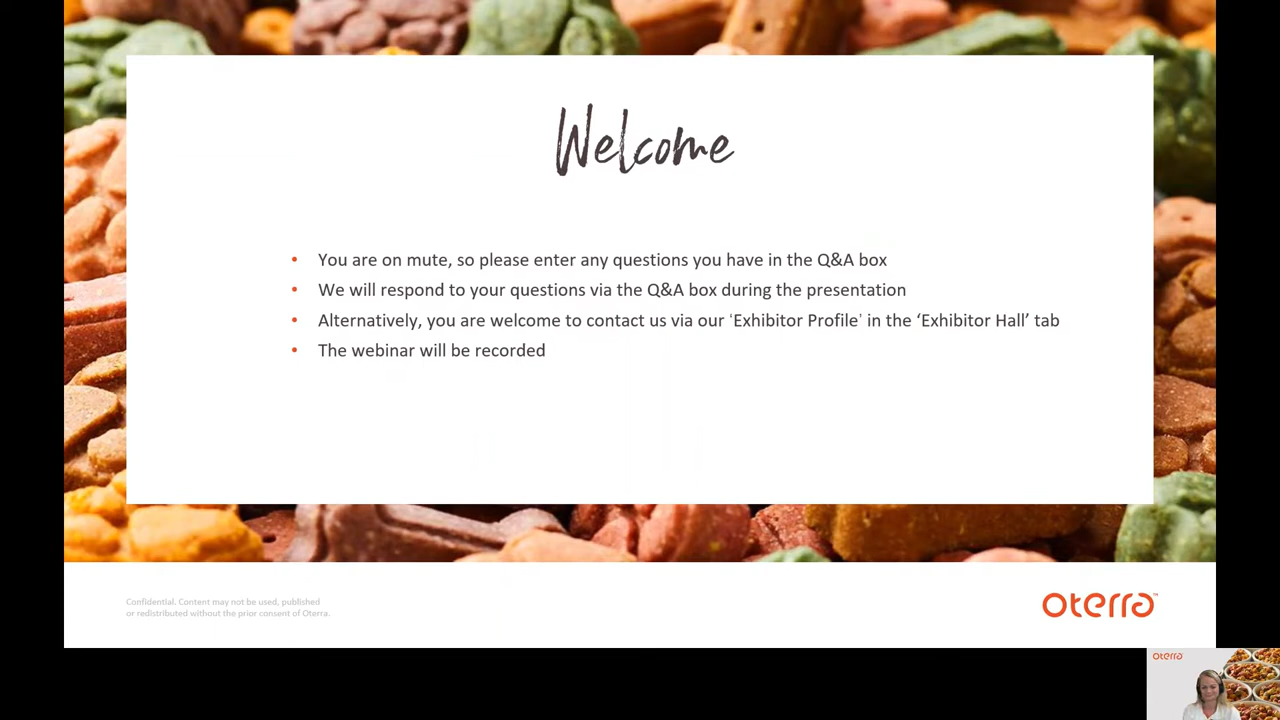 Welcome
• You are on mute, so please enter any questions you have in the Q&A box
• We will respond to your questions via the Q&A box during the presentation
• Alternatively, you are welcome to contact us via our 'Exhibitor Profile' in the ‘Exhibitor Hall’ tab
• The webinar will be recorded
Confidential. Content may not be used, published
or redistributed without the prior consent of Oterra.
oterra™
oterra